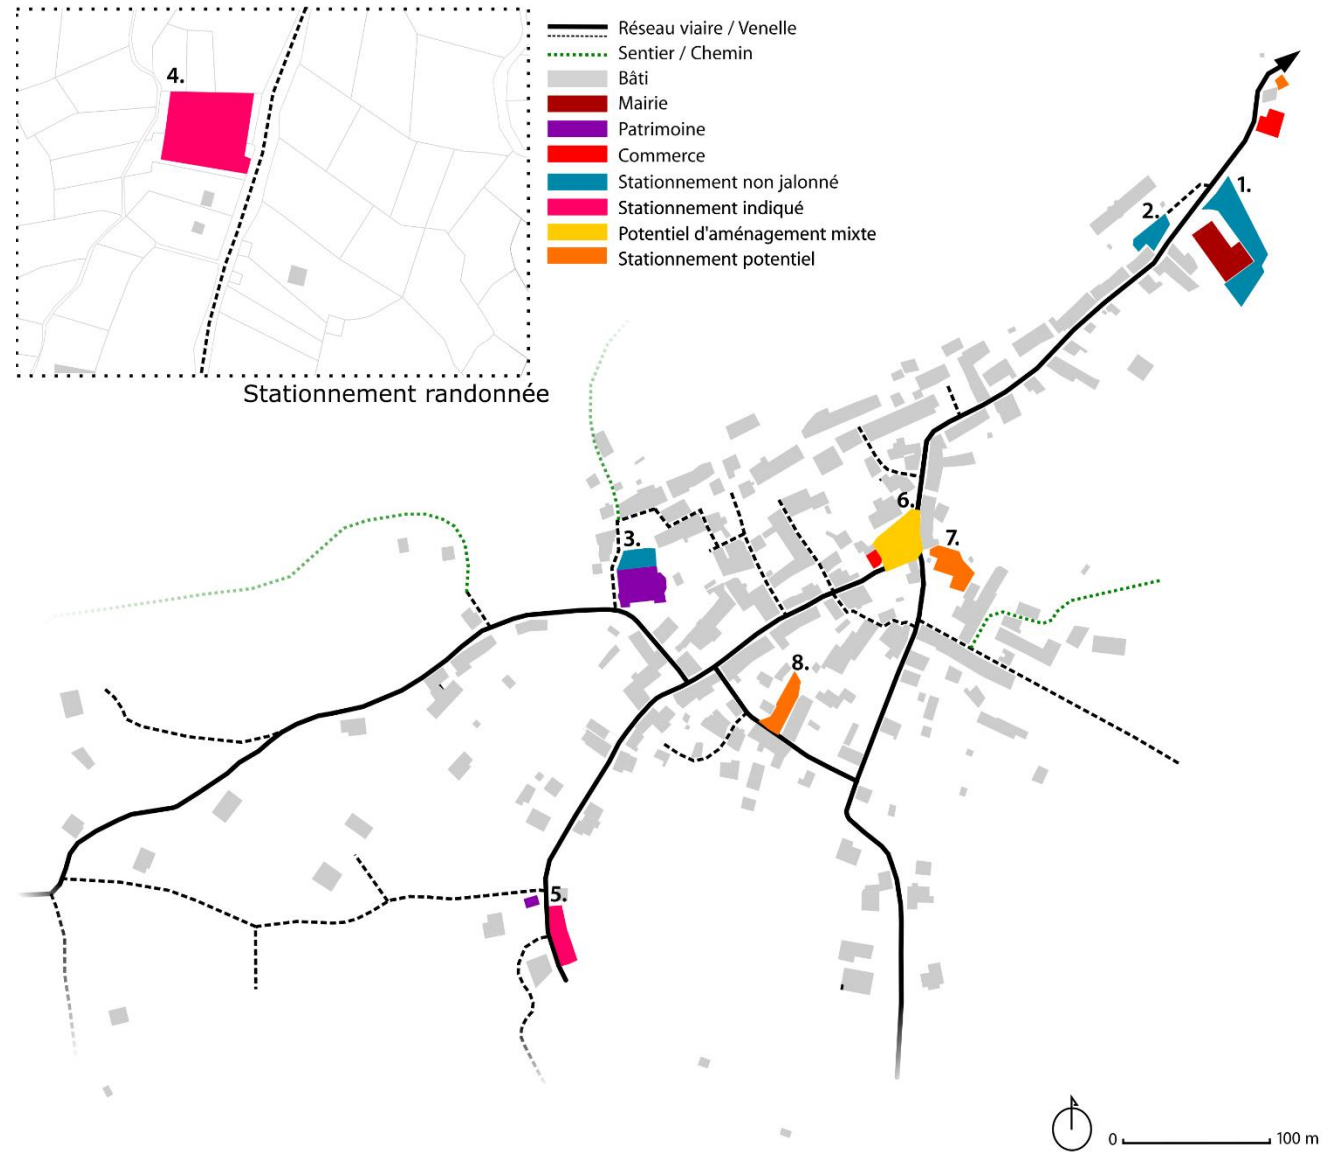 4.
Stationnement randonnée
Réseau viaire / Venelle
Sentier / Chemin
Bâti
Mairie
Patrimoine
Commerce
Stationnement non jalonné
Stationnement indiqué
Potentiel d'aménagement mixte
Stationnement potentiel
1.
2.
6.
3.
7.
8.
5.
0 100 m